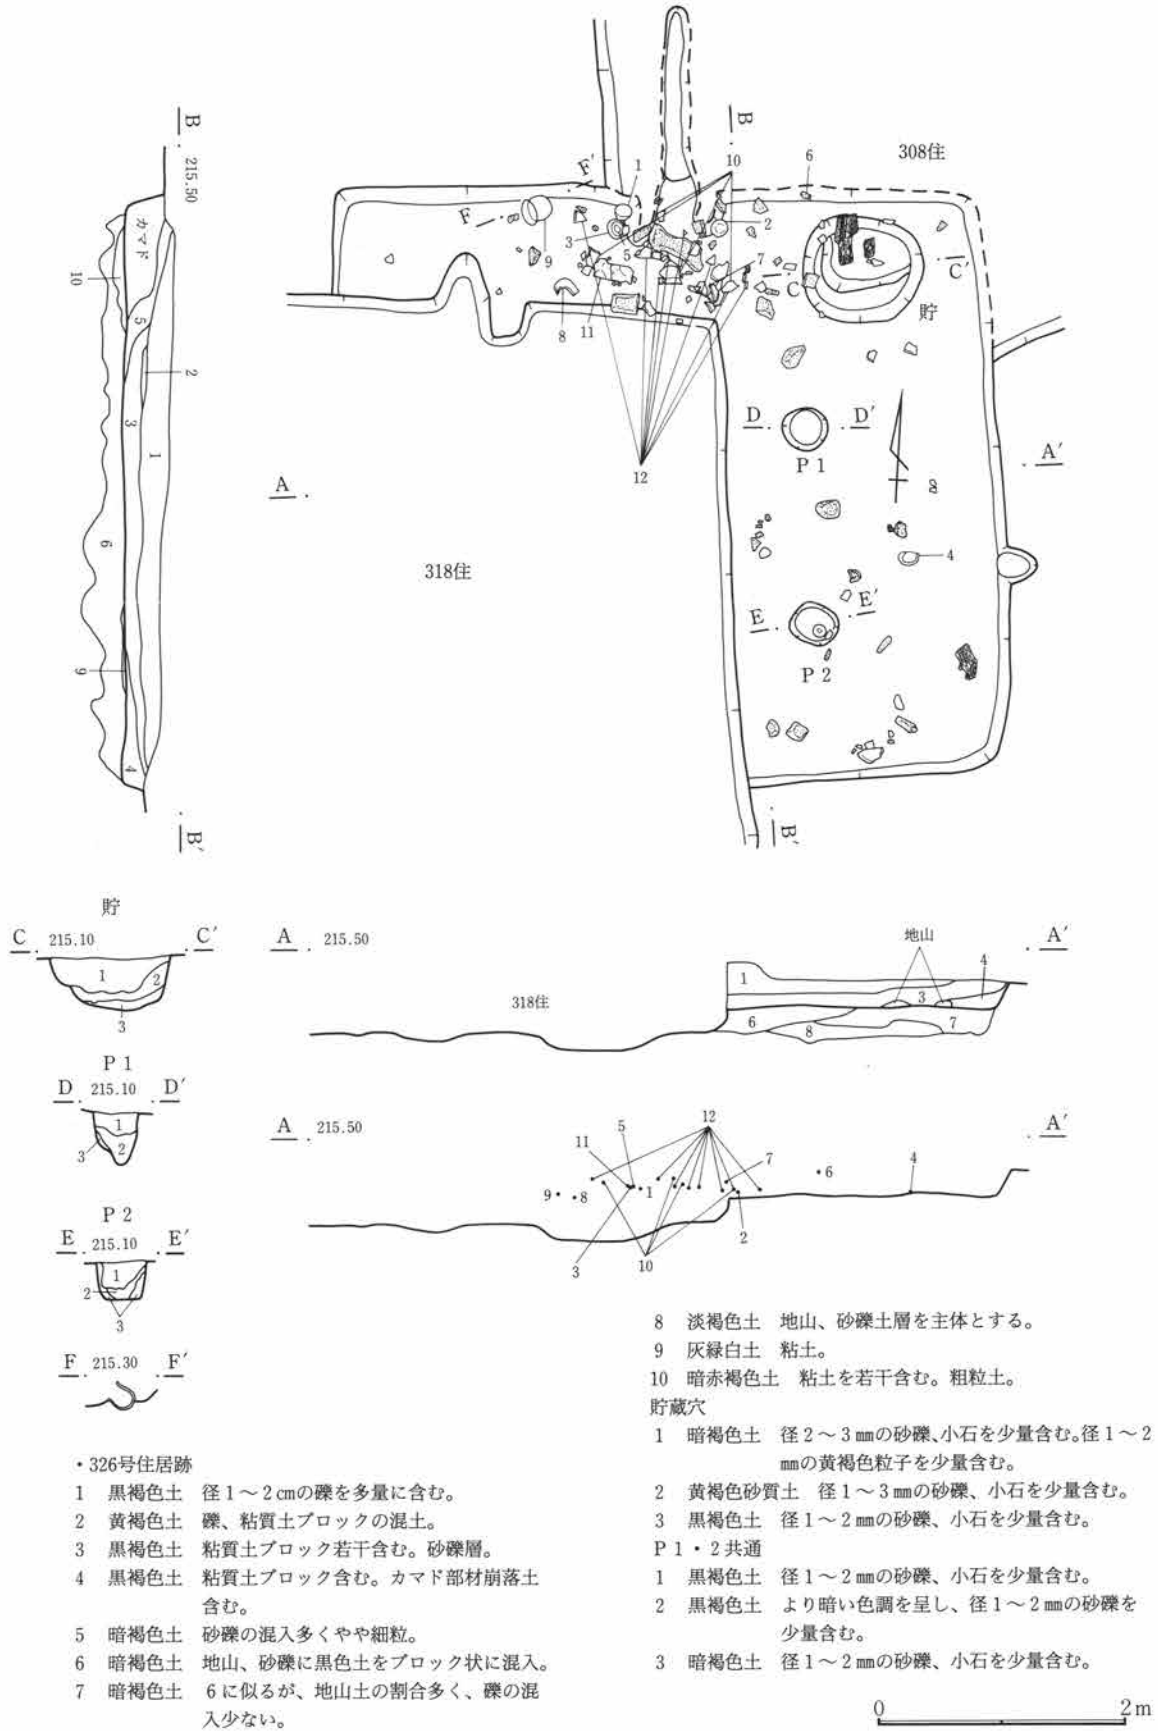 308住
B
215.50
カマド
10
5
2
3
1
6
9
4
B′
B
F′
F
1
10
6
3
9
5
2
7
8
11
C
C′
貯
12
D
D′
P 1
A
A′
318住
4
E
E′
P 2
B′
貯
C 215.10 C′
1
2
3
P 1
D 215.10 D′
1
2
3
P 2
E 215.10 E′
1
2
3
F 215.30 F′
A 215.50
A′
318住
地山
1
3
4
6
8
7
A 215.50
A′
12
5
11
7
6
4
9
8
1
3
10
2
・326号住居跡
1 黒褐色土 径1～2cmの礫を多量に含む。
2 黄褐色土 礫、粘質土ブロックの混土。
3 黒褐色土 粘質土ブロック若干含む。砂礫層。
4 黒褐色土 粘質土ブロック含む。カマド部材崩落土
含む。
5 暗褐色土 砂礫の混入多くやや細粒。
6 暗褐色土 地山、砂礫に黒色土をブロック状に混入。
7 暗褐色土 6に似るが、地山土の割合多く、礫の混
入少ない。
8 淡褐色土 地山、砂礫土層を主体とする。
9 灰緑白土 粘土。
10 暗赤褐色土 粘土を若干含む。粗粒土。
貯蔵穴
1 暗褐色土 径2～3㎜の砂礫、小石を少量含む。径1～2
㎜の黄褐色粒子を少量含む。
2 黄褐色砂質土 径1～3㎜の砂礫、小石を少量含む。
3 黒褐色土 径1～2㎜の砂礫、小石を少量含む。
P1・2共通
1 黒褐色土 径1～2㎜の砂礫、小石を少量含む。
2 黒褐色土 より暗い色調を呈し、径1～2㎜の砂礫を
少量含む。
3 暗褐色土 径1～2㎜の砂礫、小石を少量含む。
0 2m